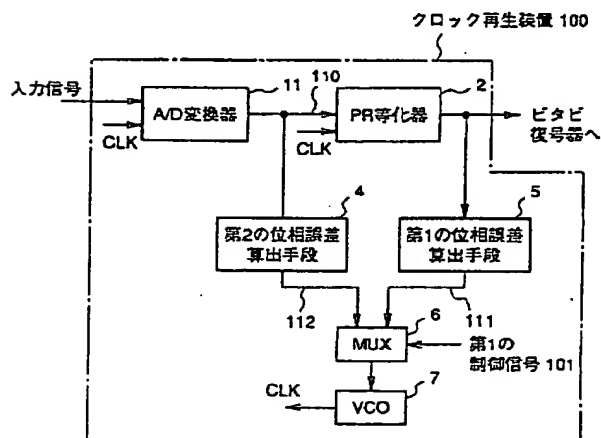 クロック再生装置 100
入力信号
11
110
2
A/D変換器
PR等化器
ビタビ
復号器へ
CLK
CLK
4
5
第2の位相誤差
算出手段
第1の位相誤差
算出手段
112
111
6
MUX
第1の
制御信号 101
7
CLK
VCO